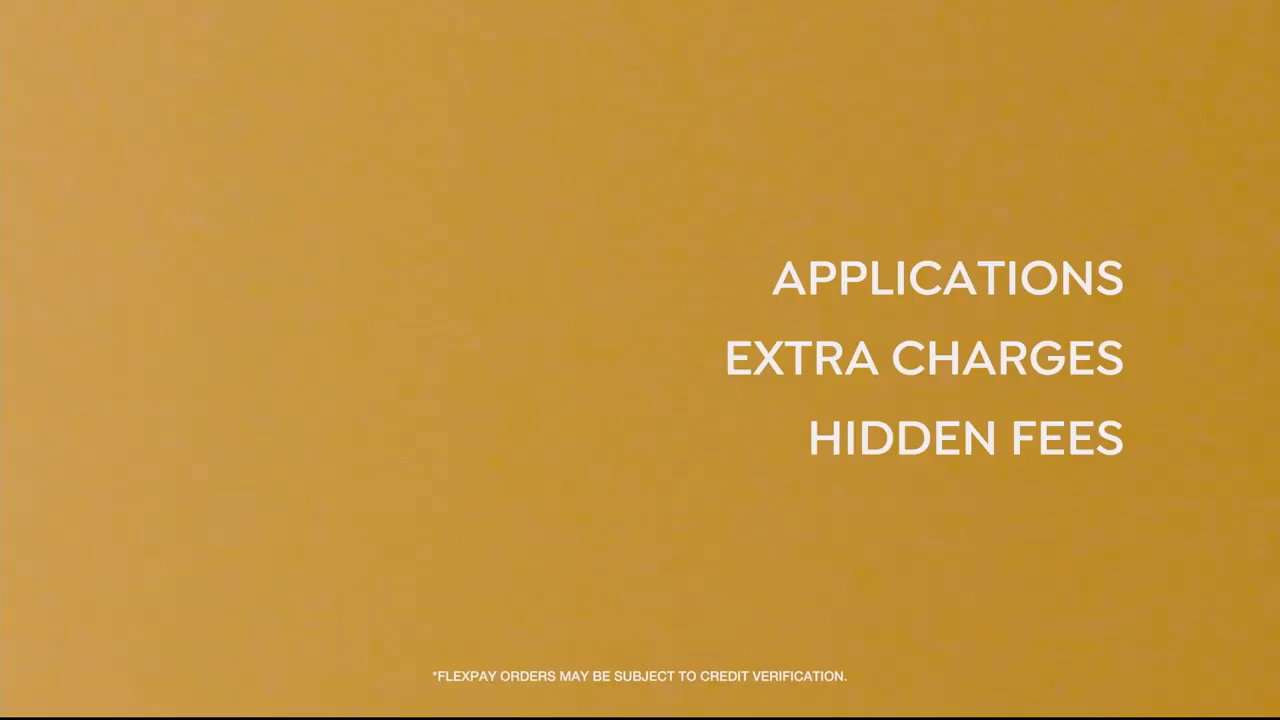 APPLICATIONS
EXTRA CHARGES
HIDDEN FEES
*FLEXPAY ORDERS MAY BE SUBJECT TO CREDIT VERIFICATION.